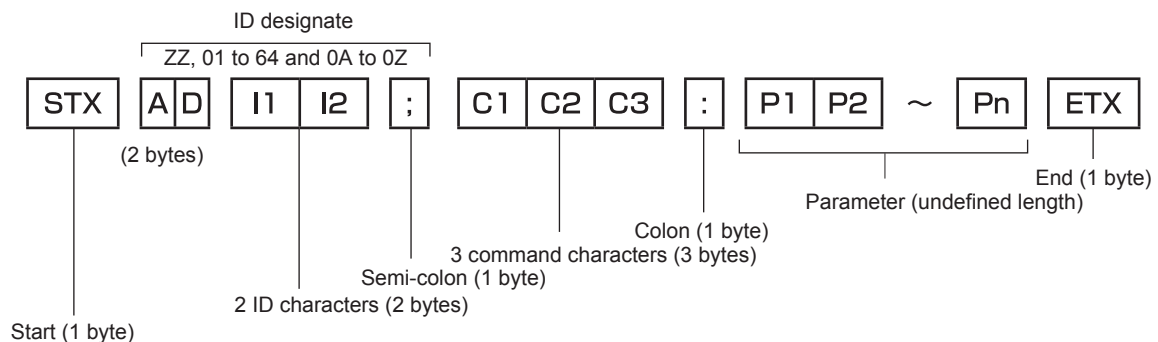 ID designate
ZZ, 01 to 64 and 0A to 0Z
STX A D I1 I2 ; C1 C2 C3 : P1 P2 ～ Pn ETX
(2 bytes)
End (1 byte)
Parameter (undefined length)
Colon (1 byte)
3 command characters (3 bytes)
Semi-colon (1 byte)
2 ID characters (2 bytes)
Start (1 byte)